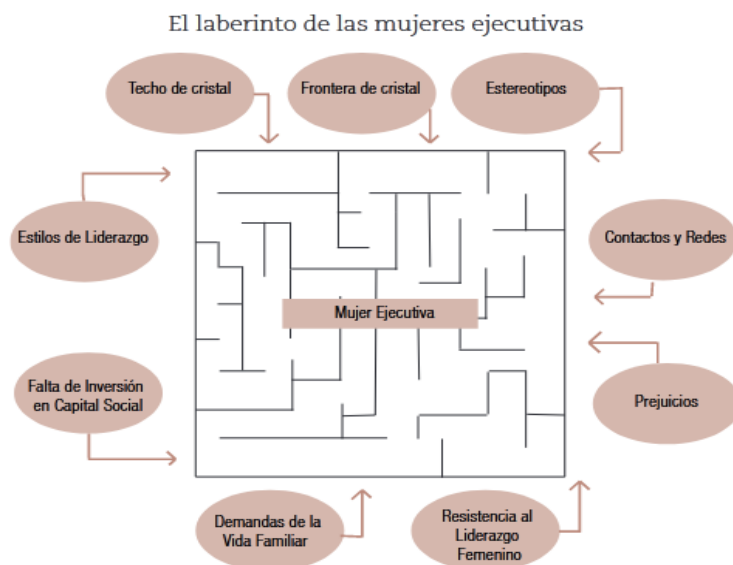 El laberinto de las mujeres ejecutivas
Techo de cristal
Frontera de cristal
Estereotipos
Estilos de Liderazgo
Contactos y Redes
Mujer Ejecutiva
Falta de Inversión
en Capital Social
Prejuicios
Demandas de la
Vida Familiar
Resistencia al
Liderazgo
Femenino